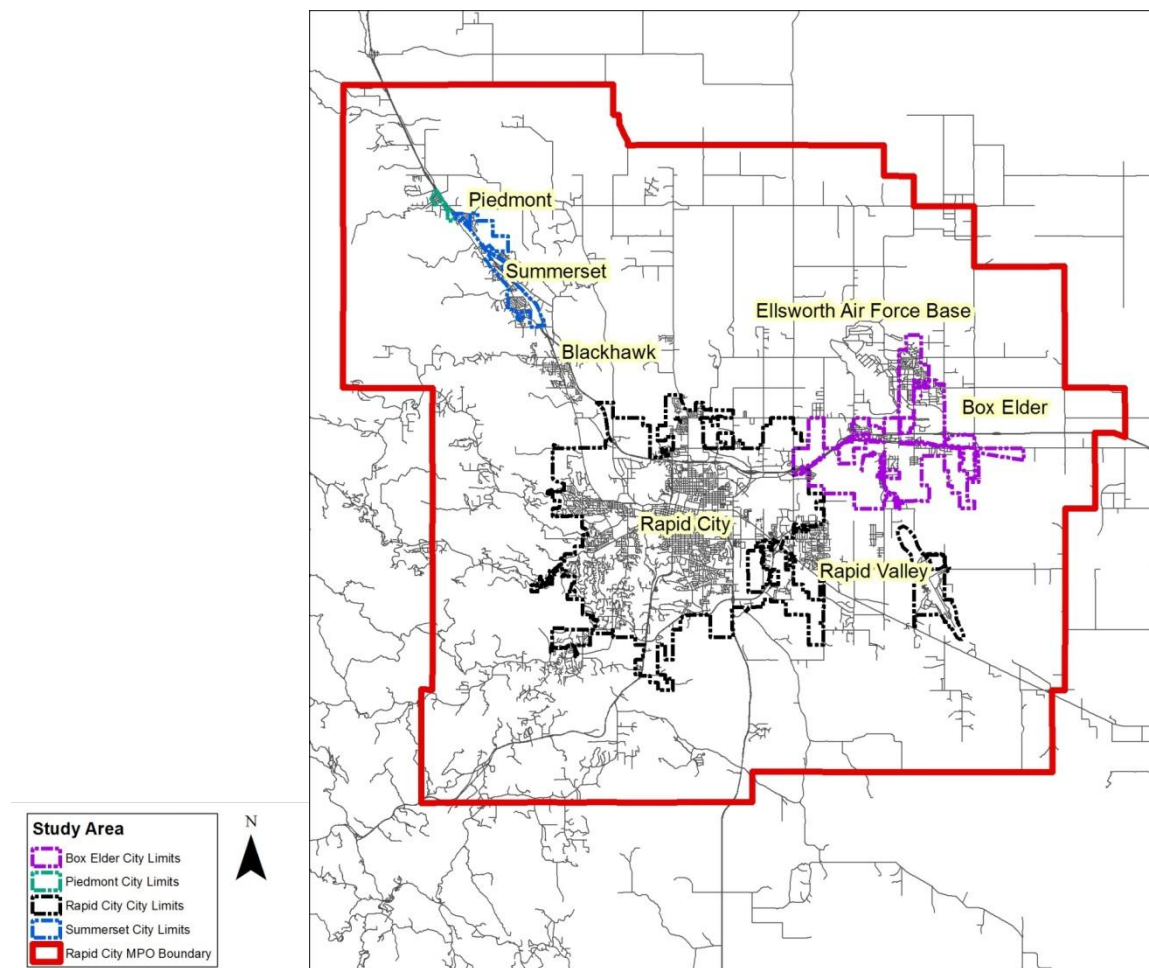 Piedmont
Summerset
Ellsworth Air Force Base
Blackhawk
Box Elder
Rapid City
Rapid Valley
Study Area
Box Elder City Limits
Piedmont City Limits
Rapid City City Limits
Summerset City Limits
Rapid City MPO Boundary
N